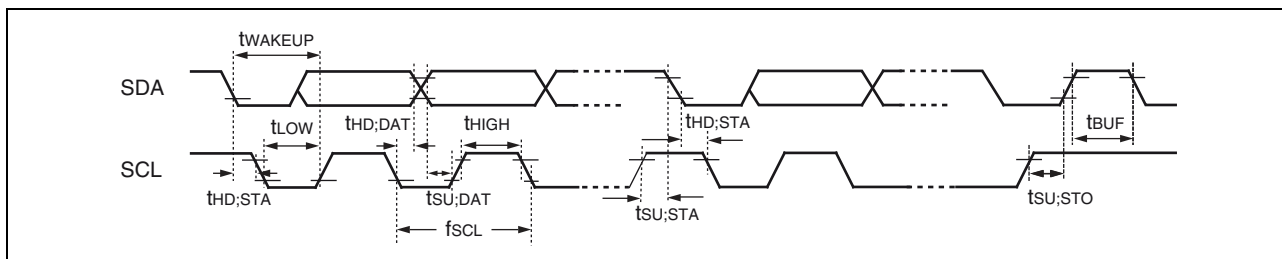 tWAKEUP
SDA
tLOW
tHD;DAT
tHIGH
tHD;STA
tBUF
SCL
tHD;STA
tSU;DAT
tSU;STA
tSU;STO
fSCL